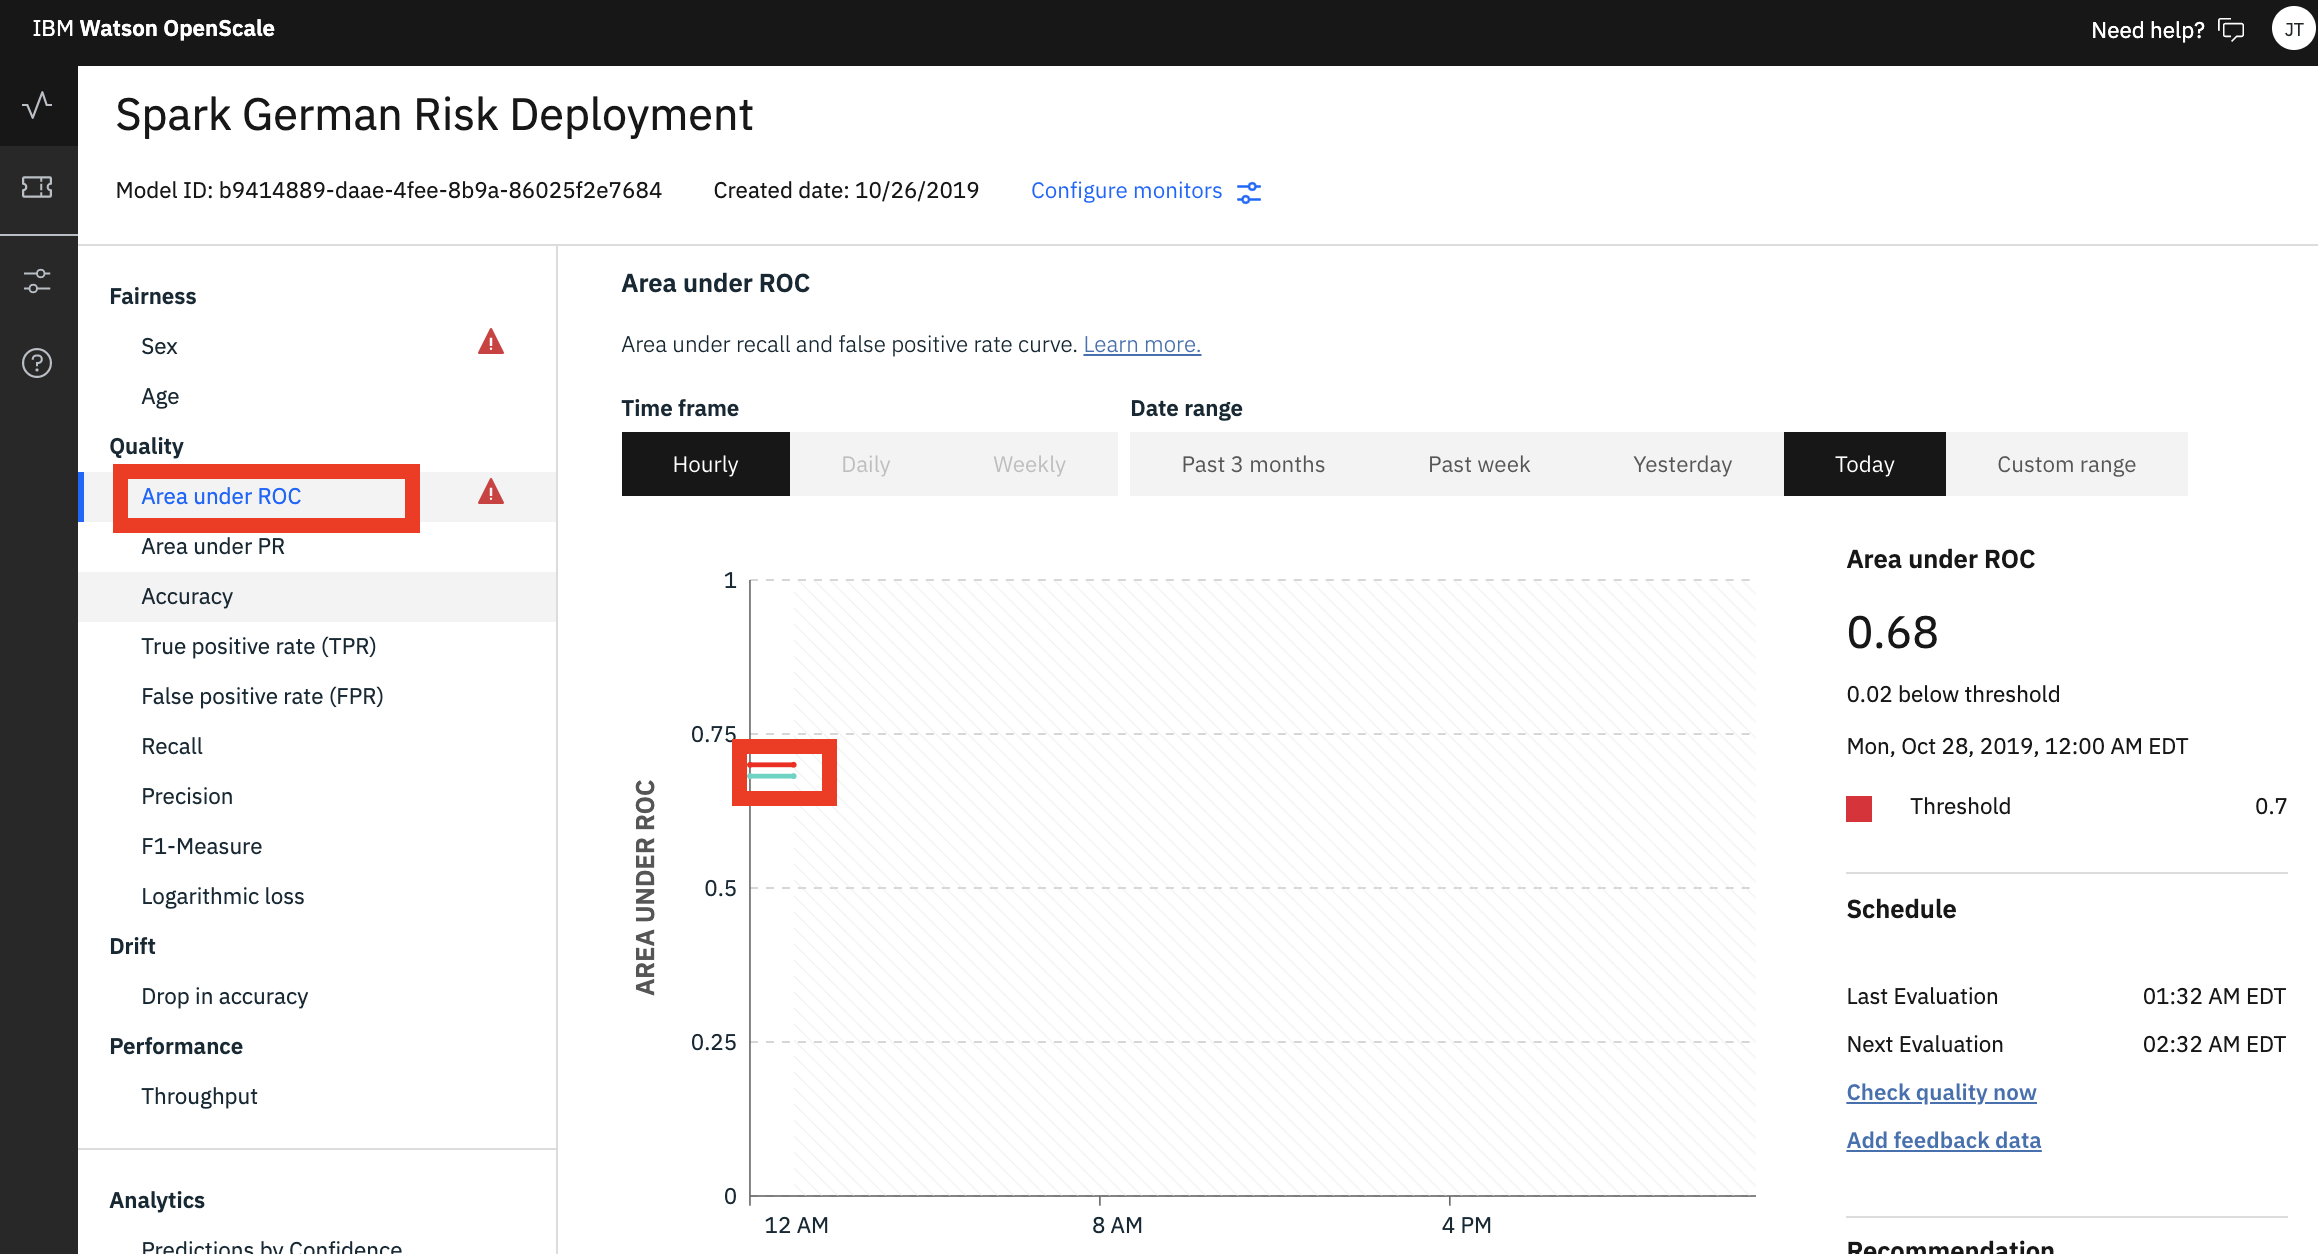 IBM Watson OpenScale
Need help?
JT
Spark German Risk Deployment
Model ID: b9414889-daae-4fee-8b9a-86025f2e7684
Created date: 10/26/2019
Configure monitors
Fairness
Sex
Age
Quality
Area under ROC
Area under PR
Accuracy
True positive rate (TPR)
False positive rate (FPR)
Recall
Precision
F1-Measure
Logarithmic loss
Drift
Drop in accuracy
Performance
Throughput
Analytics
Predictions by Confidence
Area under ROC
Area under recall and false positive rate curve. Learn more.
Time frame
Hourly
Daily
Weekly
Date range
Past 3 months
Past week
Yesterday
Today
Custom range
AREA UNDER ROC
1
0.75
0.5
0.25
0
12 AM
8 AM
4 PM
Area under ROC
0.68
0.02 below threshold
Mon, Oct 28, 2019, 12:00 AM EDT
Threshold 0.7
Schedule
Last Evaluation 01:32 AM EDT
Next Evaluation 02:32 AM EDT
Check quality now
Add feedback data
Recommendation